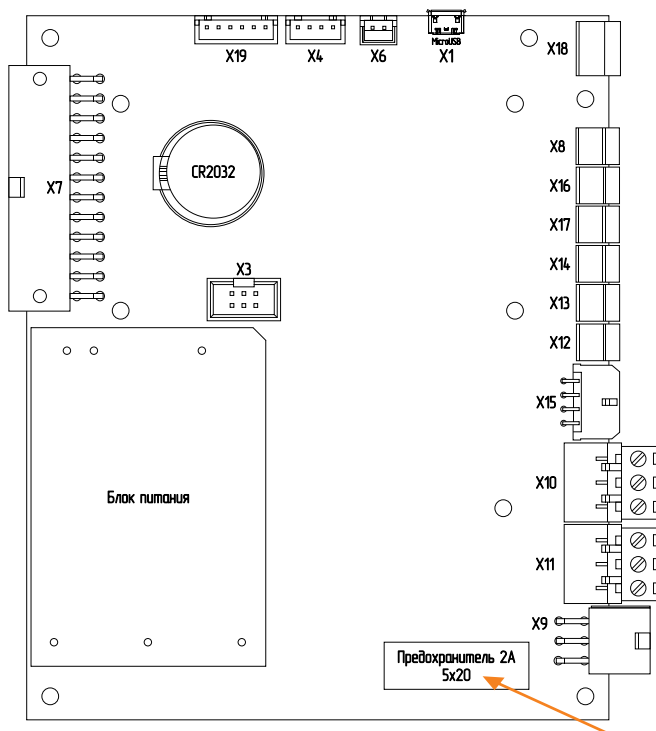 X19
X4
X6
MicroUSB
X1
X18
X8
X7
CR2032
X16
X17
X14
X3
X13
X12
X15
X10
Блок питания
X11
X9
Предохранитель 2А
5x20